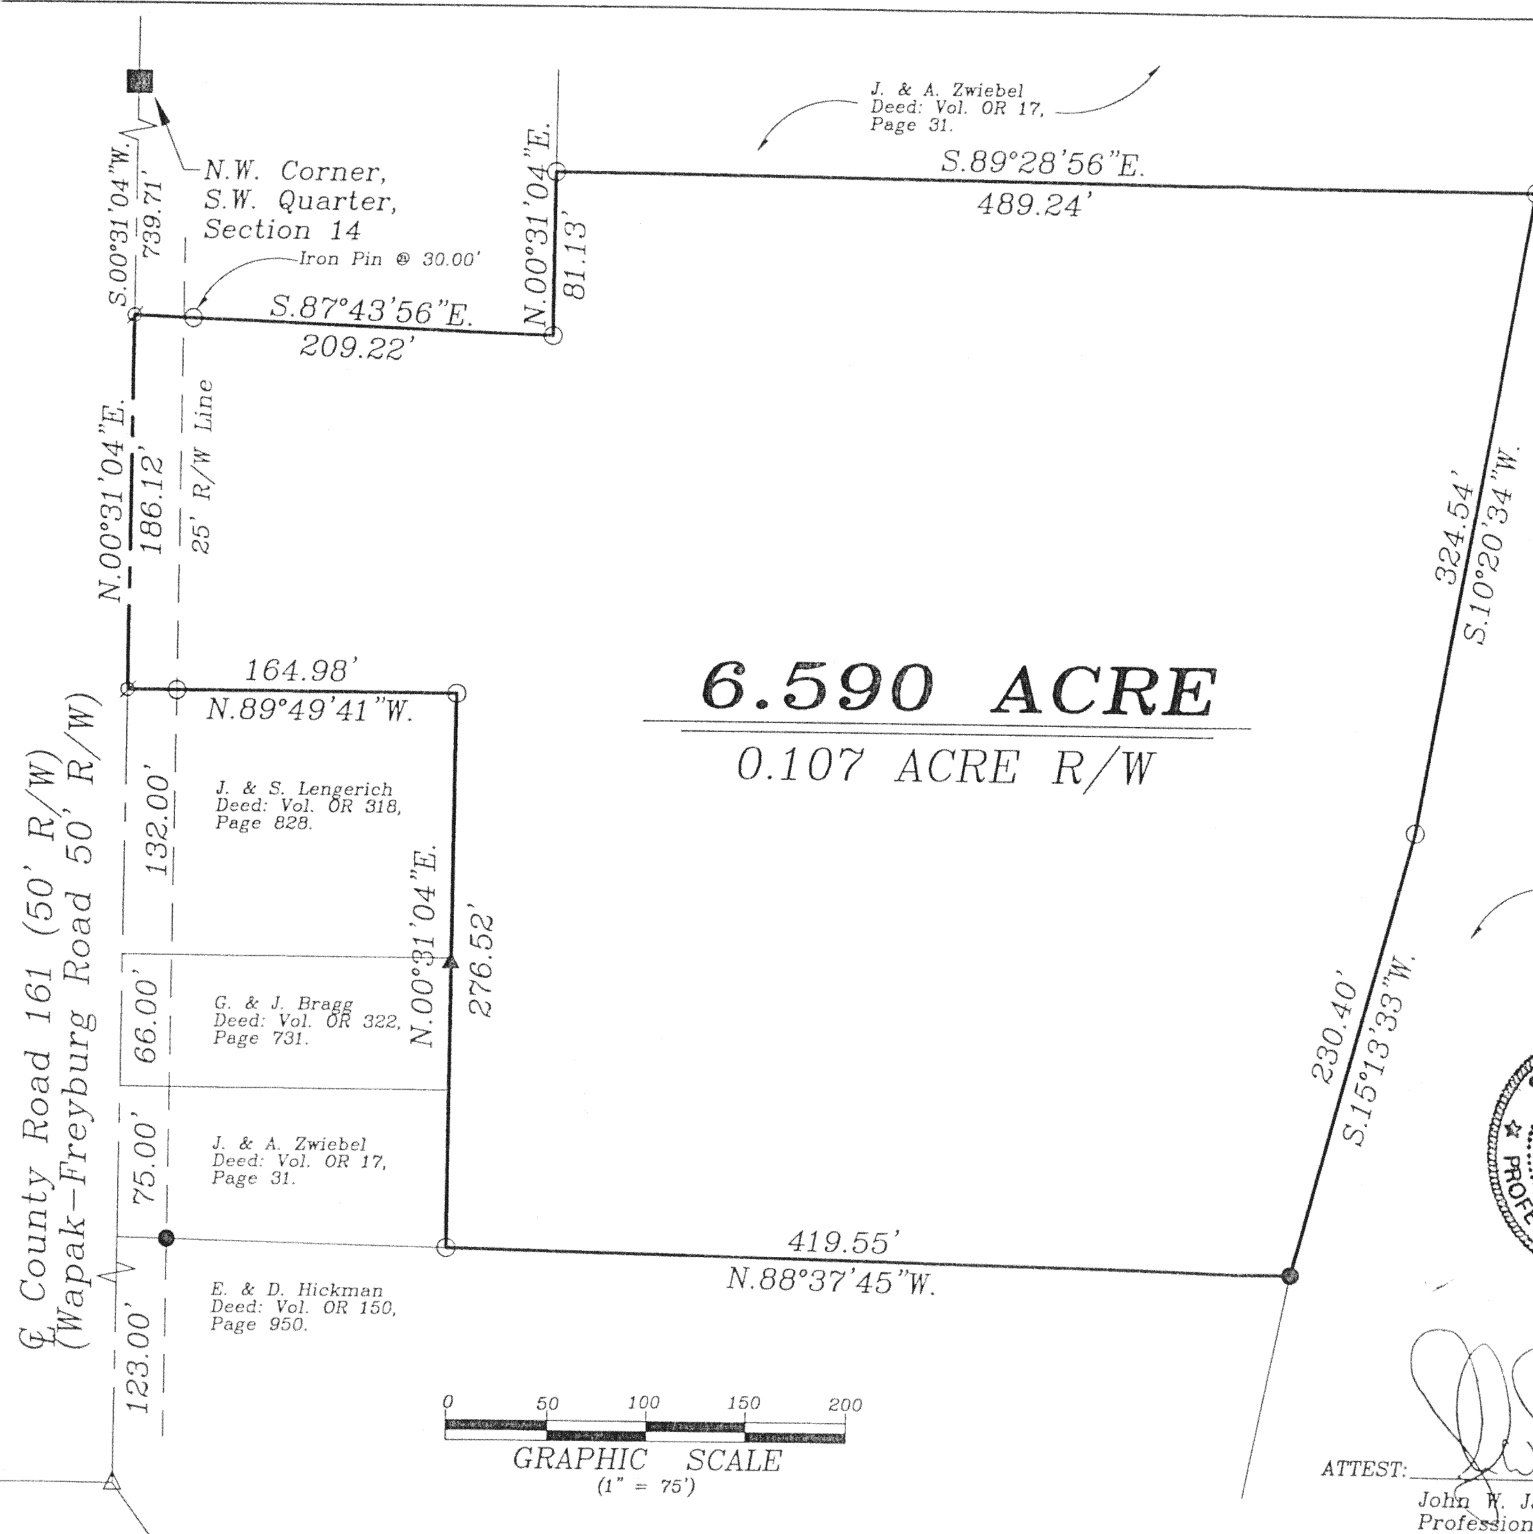 J. & A. Zwiebel
Deed: Vol. OR 17,
Page 31.
S.00°31'04"W.
739.71'
N.W. Corner,
S.W. Quarter,
Section 14
Iron Pin @ 30.00'
N.00°31'04"E.
81.13'
S.89°28'56"E.
489.24'
S.87°43'56"E.
209.22'
N.00°31'04"E.
186.12'
25' R/W Line
324.54'
S.10°20'34"W.
164.98'
N.89°49'41"W.
6.590 ACRE
0.107 ACRE R/W
℄ County Road 161 (50' R/W)
(Wapak-Freyburg Road 50' R/W)
132.00'
J. & S. Lengerich
Deed: Vol. OR 318,
Page 828.
N.00°31'04"E.
276.52'
66.00'
G. & J. Bragg
Deed: Vol. OR 322,
Page 731.
230.40'
S.15°13'33"W.
75.00'
J. & A. Zwiebel
Deed: Vol. OR 17,
Page 31.
419.55'
N.88°37'45"W.
123.00'
E. & D. Hickman
Deed: Vol. OR 150,
Page 950.
0 50 100 150 200
GRAPHIC SCALE
(1" = 75')
PROFE
ATTEST:
John W. J
Profession